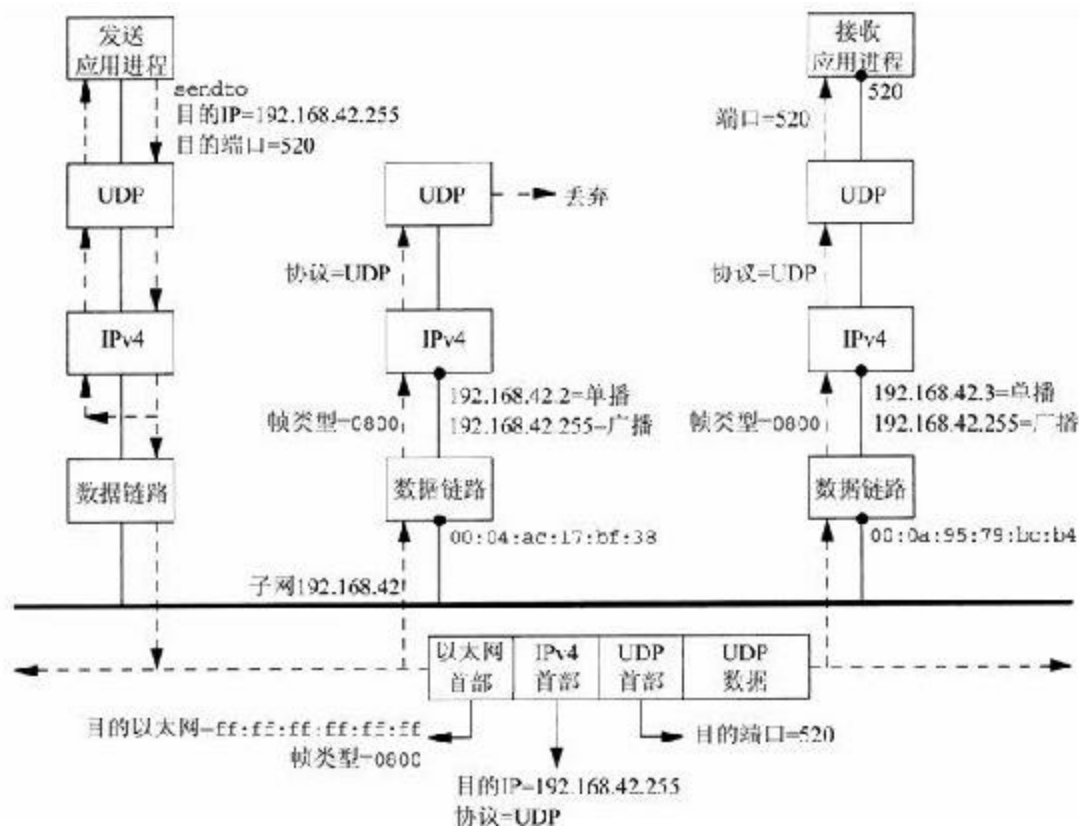 发送
应用进程
sendto
目的IP=192.168.42.255
目的端口=520
UDP
IPv4
数据链路
UDP
丢弃
协议=UDP
IPv4
192.168.42.2=单播
帧类型=0800
192.168.42.255=广播
数据链路
00:04:ac:17:bf:38
子网192.168.42
接收
应用进程
520
端口=520
UDP
协议=UDP
IPv4
192.168.42.3=单播
帧类型=0800
192.168.42.255=广播
数据链路
00:0a:95:79:bc:b4
以太网
首部
IPv4
首部
UDP
首部
UDP
数据
目的以太网=ff:ff:ff:ff:ff:ff
帧类型=0800
目的端口=520
目的IP=192.168.42.255
协议=UDP